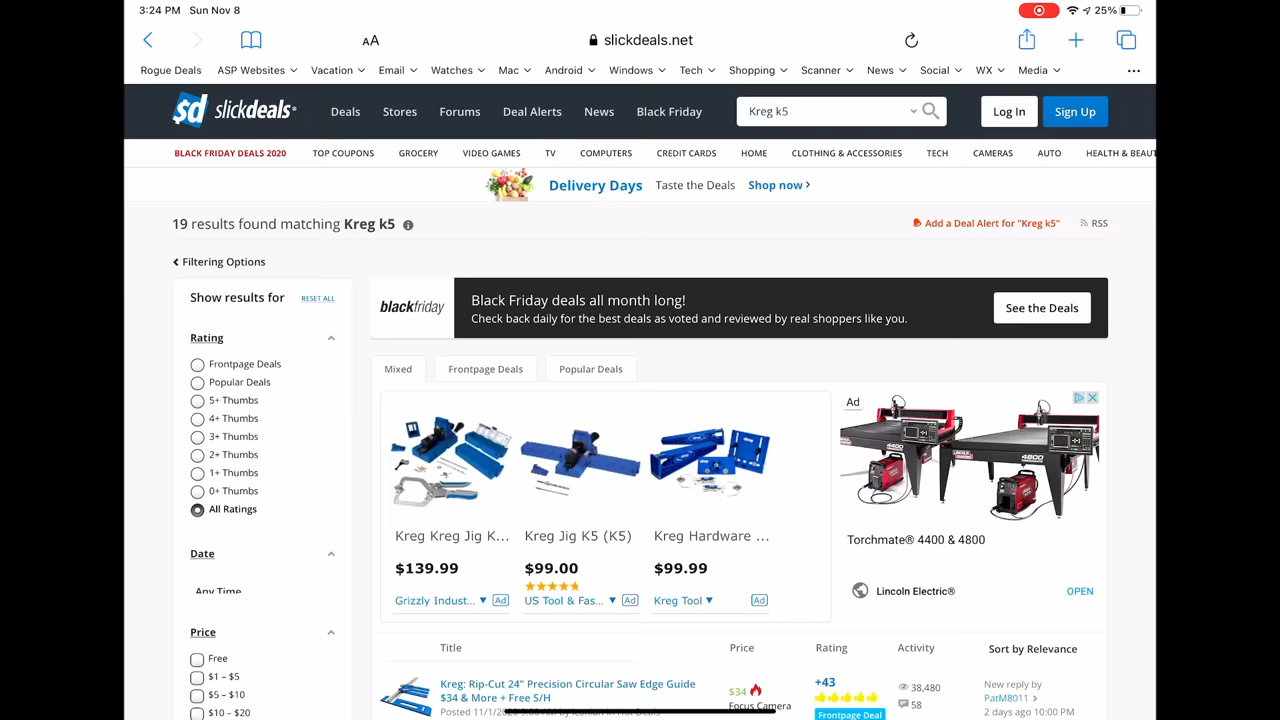 3:24 PM Sun Nov 8
25%
AA
slickdeals.net
Rogue Deals ASP Websites Vacation Email Watches Mac Android Windows Tech Shopping Scanner News Social WX Media
sd slickdeals®
Deals Stores Forums Deal Alerts News Black Friday
Kreg k5
Log In Sign Up
BLACK FRIDAY DEALS 2020 TOP COUPONS GROCERY VIDEO GAMES TV COMPUTERS CREDIT CARDS HOME CLOTHING & ACCESSORIES TECH CAMERAS AUTO HEALTH & BEAUT
Delivery Days Taste the Deals Shop now
19 results found matching Kreg k5
Add a Deal Alert for "Kreg k5" RSS
Filtering Options
Show results for RESET ALL
Rating
Frontpage Deals
Popular Deals
5+ Thumbs
4+ Thumbs
3+ Thumbs
2+ Thumbs
1+ Thumbs
0+ Thumbs
All Ratings
Date
Any Time
Price
Free
$1 – $5
$5 – $10
$10 – $20
blackfriday
Black Friday deals all month long!
Check back daily for the best deals as voted and reviewed by real shoppers like you.
See the Deals
Mixed Frontpage Deals Popular Deals
Kreg Kreg Jig K...
$139.99
Grizzly Indust... Ad
Kreg Jig K5 (K5)
$99.00
US Tool & Fas... Ad
Kreg Hardware ...
$99.99
Kreg Tool Ad
Ad
4400
4800
Torchmate® 4400 & 4800
Lincoln Electric®
OPEN
Title Price Rating Activity Sort by Relevance
Kreg: Rip-Cut 24" Precision Circular Saw Edge Guide
$34 & More + Free S/H
$34
Focus Camera
+43
Frontpage Deal
38,480
58
New reply by
PatM8011
2 days ago 10:00 PM
Posted 11/1/
in Hot Deals